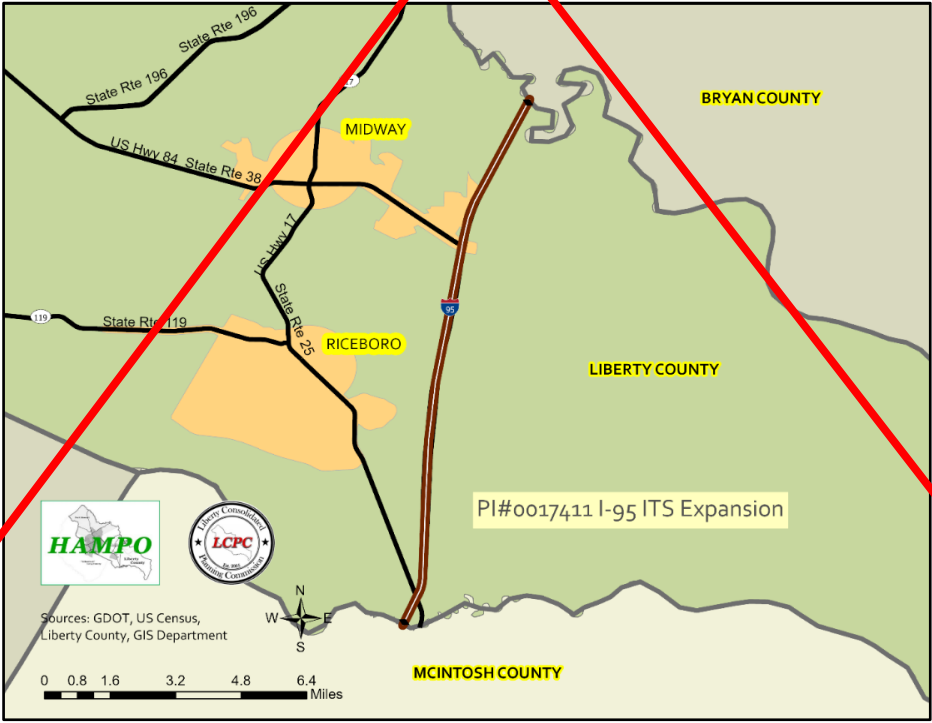 State Rte 196
State Rte 196
BRYAN COUNTY
7
MIDWAY
US Hwy 84 State Rte 38
US Hwy 17
95
119
State Rte 119
State Rte 25
RICEBORO
LIBERTY COUNTY
PI#0017411 I-95 ITS Expansion
HAMPO
Liberty Consolidated
LCPC
Planning Commission
N
W E
S
Sources: GDOT, US Census,
Liberty County, GIS Department
MCINTOSH COUNTY
0 0.8 1.6 3.2 4.8 6.4
Miles